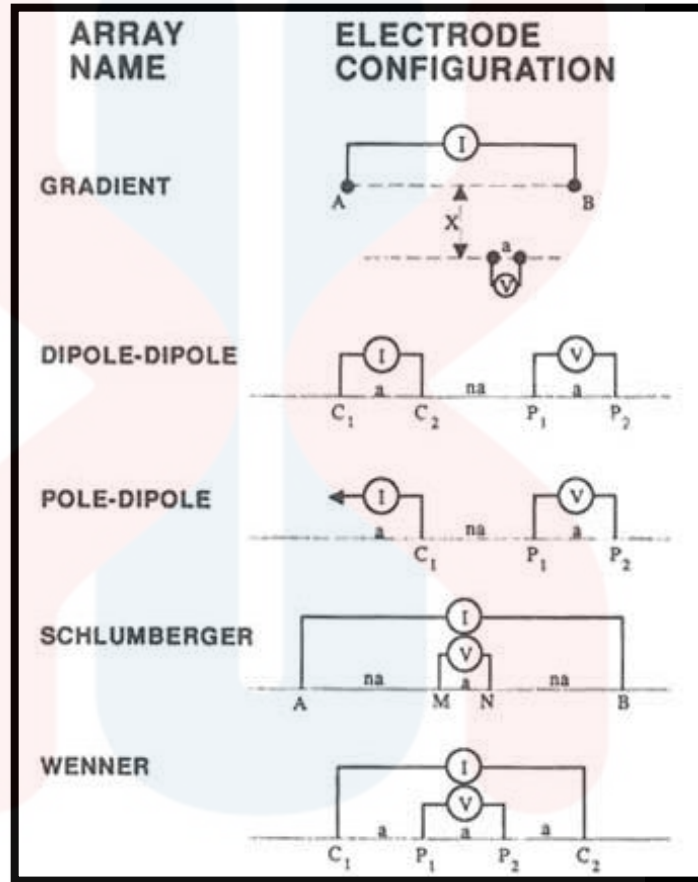 ARRAY NAME
ELECTRODE CONFIGURATION
GRADIENT
I
A B
X
a
V
DIPOLE-DIPOLE
I V
a na a
C1 C2 P1 P2
POLE-DIPOLE
I V
a na a
C1 P1 P2
SCHLUMBERGER
I
V
na a na
A M N B
WENNER
I
V
a a a
C1 P1 P2 C2